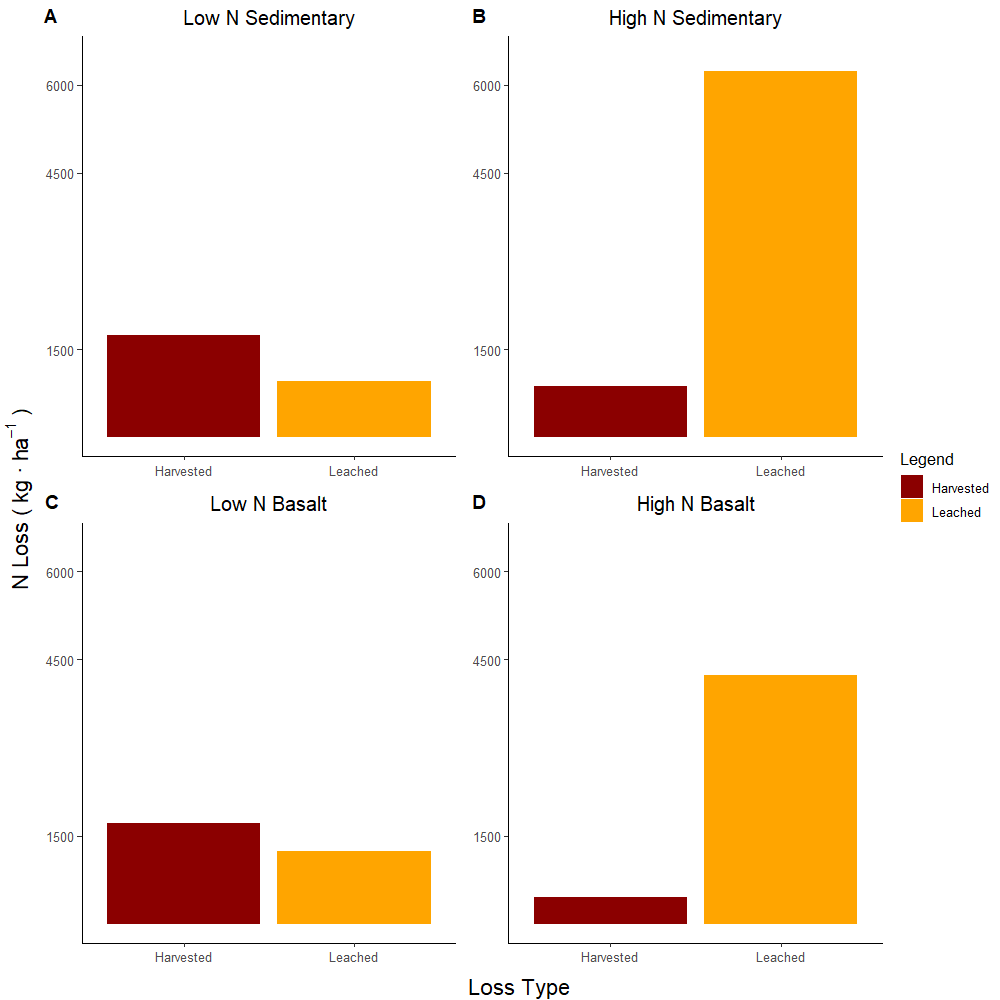 A Low N Sedimentary
6000
4500
1500
Harvested Leached
B High N Sedimentary
6000
4500
1500
Harvested Leached
C Low N Basalt
6000
4500
1500
Harvested Leached
D High N Basalt
6000
4500
1500
Harvested Leached
N Loss ( kg · ha⁻¹ )
Loss Type
Legend
Harvested
Leached